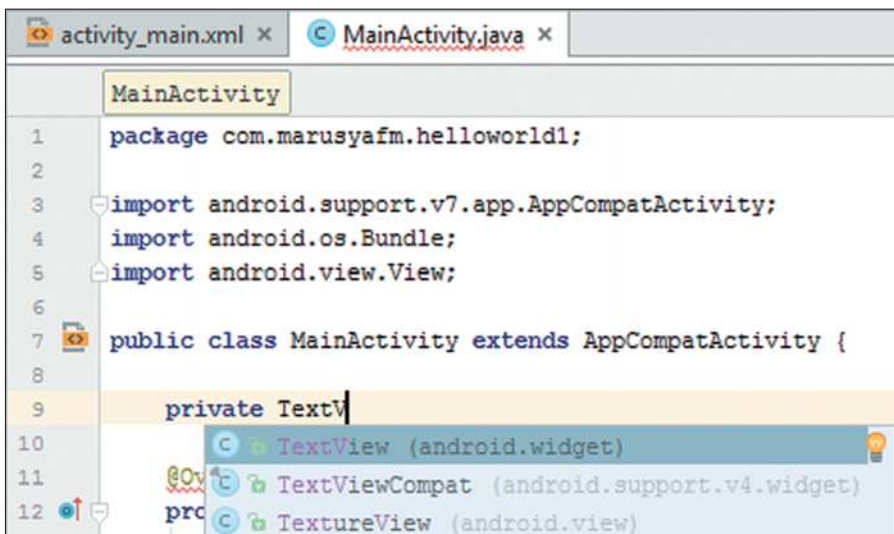 activity_main.xml ×
MainActivity.java ×
MainActivity
1 package com.marusyafm.helloworld1;
2
3 import android.support.v7.app.AppCompatActivity;
4 import android.os.Bundle;
5 import android.view.View;
6
7 public class MainActivity extends AppCompatActivity {
8
9 private TextV
TextView (android.widget)
TextViewCompat (android.support.v4.widget)
TextureView (android.view)
10
11 @Ov
12 pro